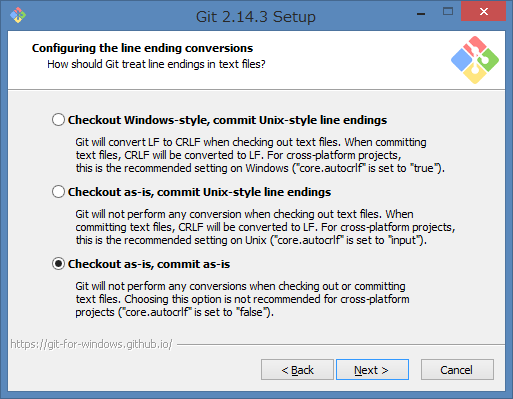 Git 2.14.3 Setup
Configuring the line ending conversions
How should Git treat line endings in text files?
Checkout Windows-style, commit Unix-style line endings
Git will convert LF to CRLF when checking out text files. When committing
text files, CRLF will be converted to LF. For cross-platform projects,
this is the recommended setting on Windows ("core.autocrlf" is set to "true").
Checkout as-is, commit Unix-style line endings
Git will not perform any conversion when checking out text files. When
committing text files, CRLF will be converted to LF. For cross-platform projects,
this is the recommended setting on Unix ("core.autocrlf" is set to "input").
Checkout as-is, commit as-is
Git will not perform any conversions when checking out or committing
text files. Choosing this option is not recommended for cross-platform
projects ("core.autocrlf" is set to "false").
https://git-for-windows.github.io/
< Back
Next >
Cancel